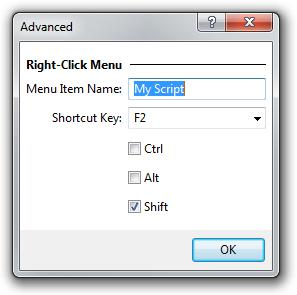 Advanced
?
Right-Click Menu
Menu Item Name: My Script
Shortcut Key: F2
Ctrl
Alt
Shift
OK